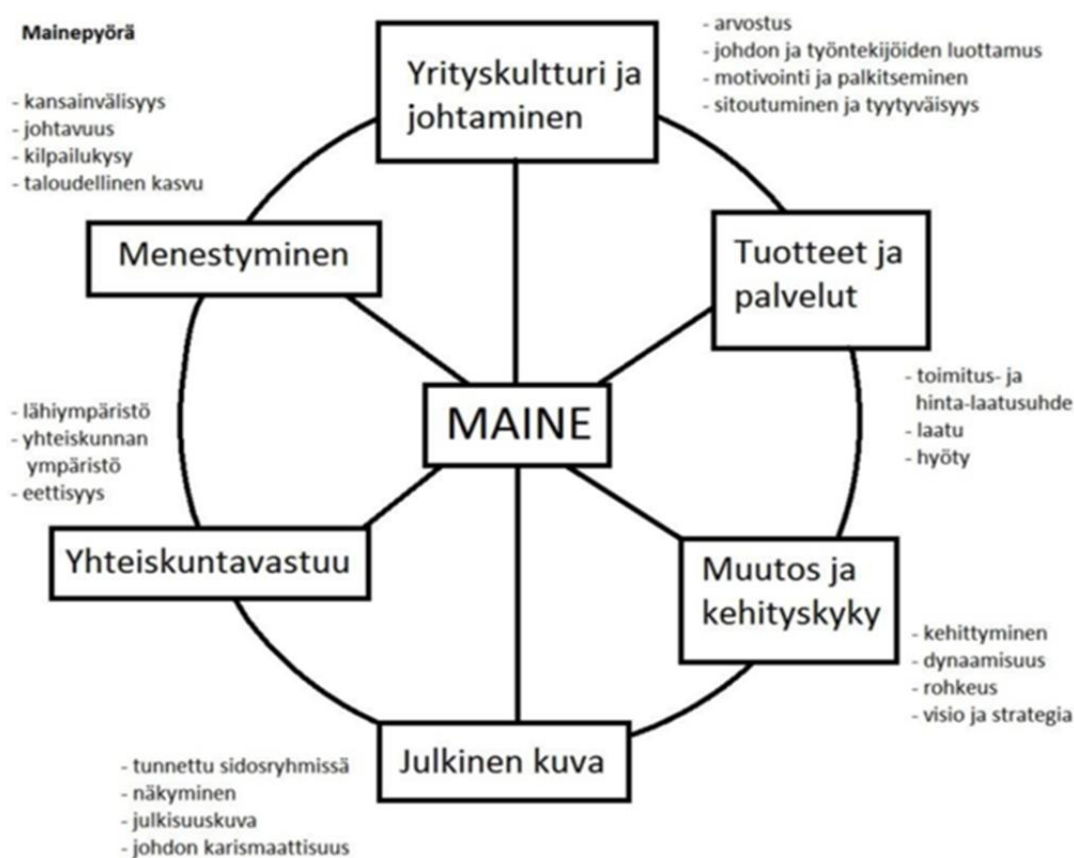 Mainepyörä
Yrityskultturi ja
johtaminen
- arvostus
- johdon ja työntekijöiden luottamus
- motivointi ja palkitseminen
- sitoutuminen ja tyytyväisyys
Tuotteet ja
palvelut
- toimitus- ja
hinta-laatusuhde
- laatu
- hyöty
Muutos ja
kehityskyky
- kehittyminen
- dynaamisuus
- rohkeus
- visio ja strategia
Julkinen kuva
- tunnettu sidosryhmissä
- näkyminen
- julkisuuskuva
- johdon karismaattisuus
Yhteiskuntavastuu
- lähiympäristö
- yhteiskunnan
ympäristö
- eettisyys
Menestyminen
- kansainvälisyys
- johtavuus
- kilpailukysy
- taloudellinen kasvu
MAINE